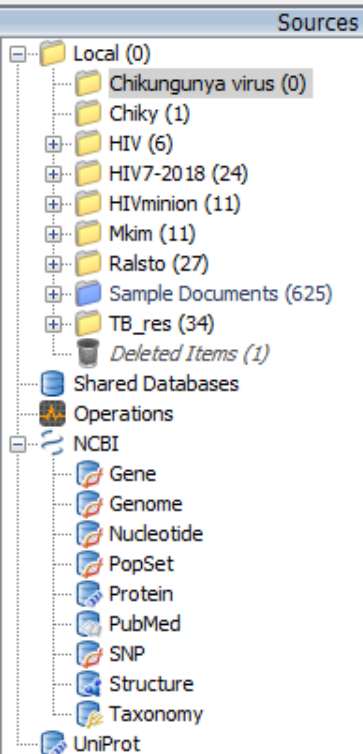 Sources
Local (0)
Chikungunya virus (0)
Chiky (1)
HIV (6)
HIV7-2018 (24)
HIVminion (11)
Mkim (11)
Ralsto (27)
Sample Documents (625)
TB_res (34)
Deleted Items (1)
Shared Databases
Operations
NCBI
Gene
Genome
Nucleotide
PopSet
Protein
PubMed
SNP
Structure
Taxonomy
UniProt